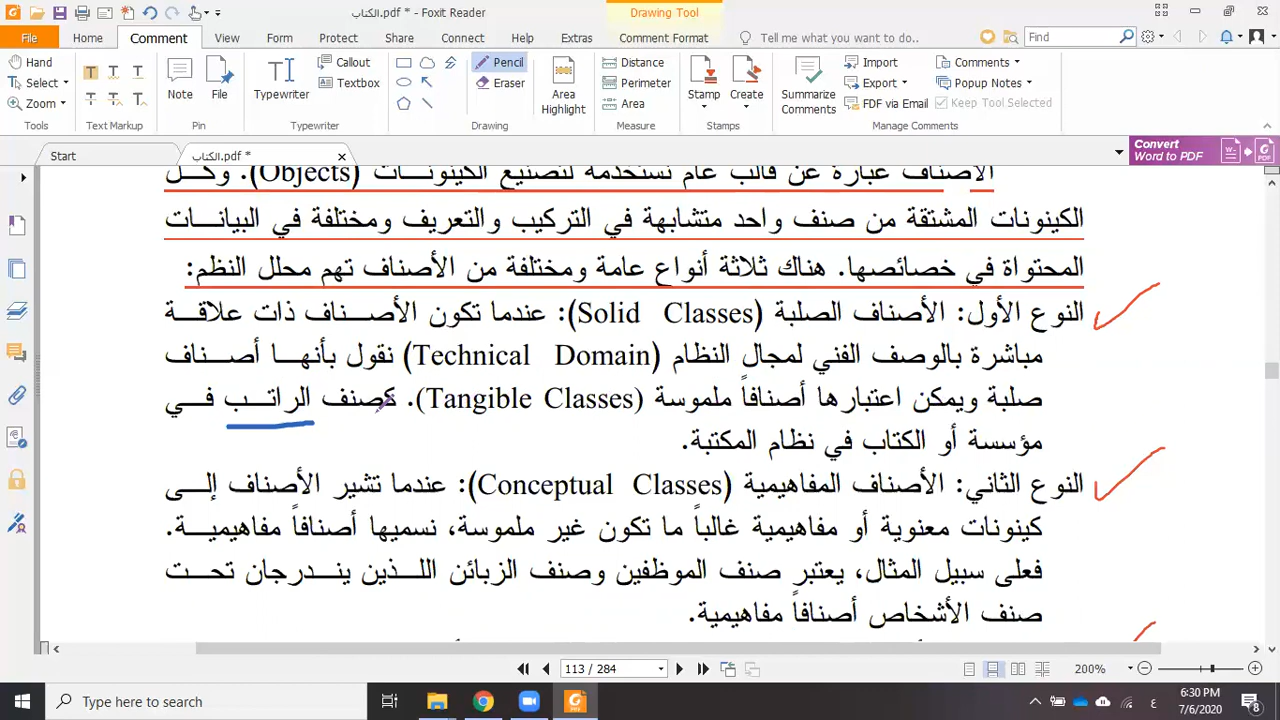 الكتاب.pdf * - Foxit Reader
Drawing Tool
File
Home
Comment
View
Form
Protect
Share
Connect
Help
Extras
Comment Format
Tell me what you want to do...
Find
Hand
Select
Zoom
Tools
Text Markup
Note
File
Pin
Typewriter
Callout
Textbox
Typewriter
Pencil
Eraser
Drawing
Area Highlight
Distance
Perimeter
Area
Measure
Stamp
Create
Stamps
Summarize Comments
Import
Export
FDF via Email
Comments
Popup Notes
Keep Tool Selected
Manage Comments
Start
الكتاب.pdf *
Convert
Word to PDF
الأصناف عبارة عن قالب عام نستخدمه لتصنيع الكينونات (Objects). وكل
الكينونات المشتقة من صنف واحد متشابهة في التركيب والتعريف ومختلفة في البيانات
المحتواة في خصائصها. هناك ثلاثة أنواع عامة ومختلفة من الأصناف تهم محلل النظم:
النوع الأول: الأصناف الصلبة (Solid Classes): عندما تكون الأصناف ذات علاقة
مباشرة بالوصف الفني لمجال النظام (Technical Domain) نقول بأنها أصناف
صلبة ويمكن اعتبارها أصنافاً ملموسة (Tangible Classes). كصنف الراتب في
مؤسسة أو الكتاب في نظام المكتبة.
النوع الثاني: الأصناف المفاهيمية (Conceptual Classes): عندما تشير الأصناف إلى
كينونات معنوية أو مفاهيمية غالباً ما تكون غير ملموسة، نسميها أصنافاً مفاهيمية.
فعلى سبيل المثال، يعتبر صنف الموظفين وصنف الزبائن اللذين يندرجان تحت
صنف الأشخاص أصنافاً مفاهيمية.
113 / 284
200%
Type here to search
ع
6:30 PM
7/6/2020
8